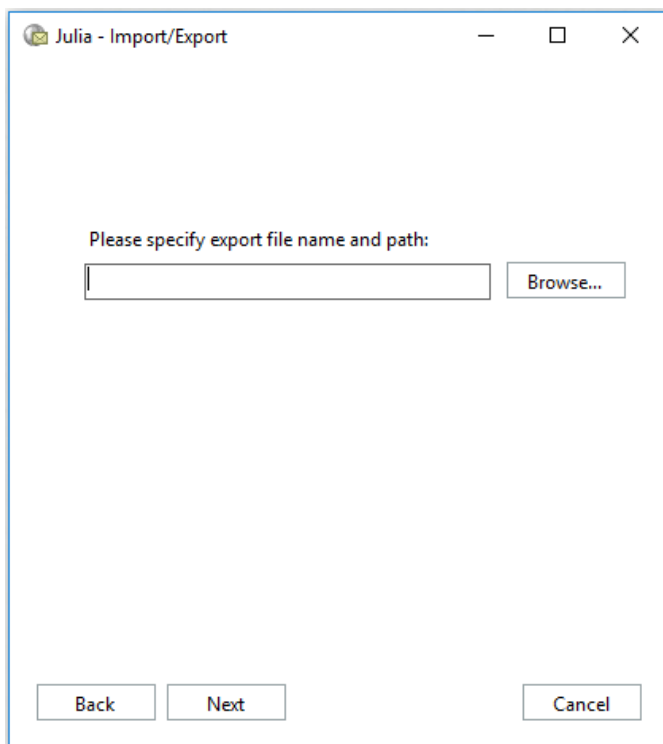 Julia - Import/Export
Please specify export file name and path:
Browse...
Back Next Cancel